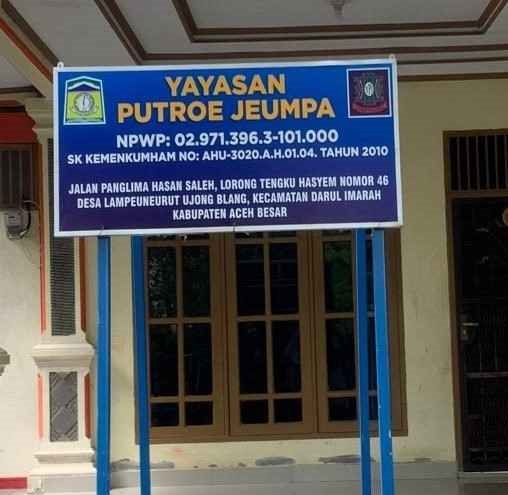 YAYASAN
PUTROE JEUMPA
NPWP: 02.971.396.3-101.000
SK KEMENKUMHAM NO: AHU-3020.A.H.01.04. TAHUN 2010
JALAN PANGLIMA HASAN SALEH, LORONG TENGKU HASYEM NOMOR 46
DESA LAMPEUNEURUT UJONG BLANG, KECAMATAN DARUL IMARAH
KABUPATEN ACEH BESAR